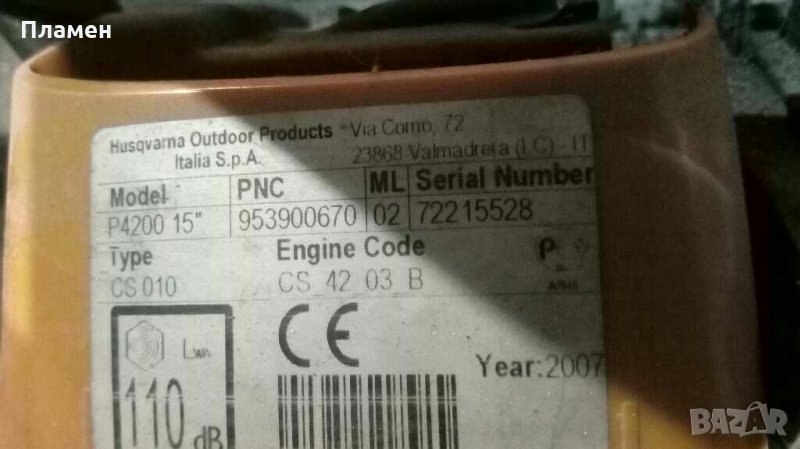 Пламен
Husqvarna Outdoor Products Via Como, 72
Italia S.p.A. 23868 Valmadrera (LC) - IT
Model PNC ML Serial Number
P4200 15" 953900670 02 72215528
Type Engine Code
CS 010 CS 42 03 B
P
LWA
CE
Year:2007
110
dB
BAZAR